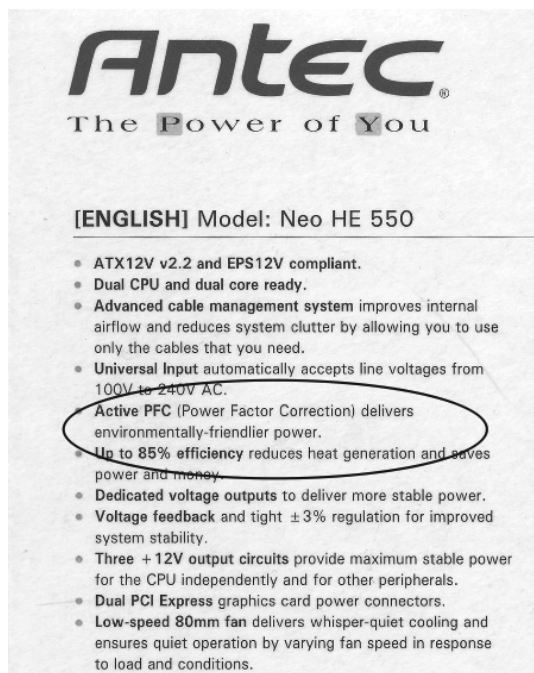 Antec®
The Power of You
[ENGLISH] Model: Neo HE 550
ATX12V v2.2 and EPS12V compliant.
Dual CPU and dual core ready.
Advanced cable management system improves internal
airflow and reduces system clutter by allowing you to use
only the cables that you need.
Universal Input automatically accepts line voltages from
100V to 240V AC.
Active PFC (Power Factor Correction) delivers
environmentally-friendlier power.
Up to 85% efficiency reduces heat generation and saves
power and money.
Dedicated voltage outputs to deliver more stable power.
Voltage feedback and tight ±3% regulation for improved
system stability.
Three +12V output circuits provide maximum stable power
for the CPU independently and for other peripherals.
Dual PCI Express graphics card power connectors.
Low-speed 80mm fan delivers whisper-quiet cooling and
ensures quiet operation by varying fan speed in response
to load and conditions.